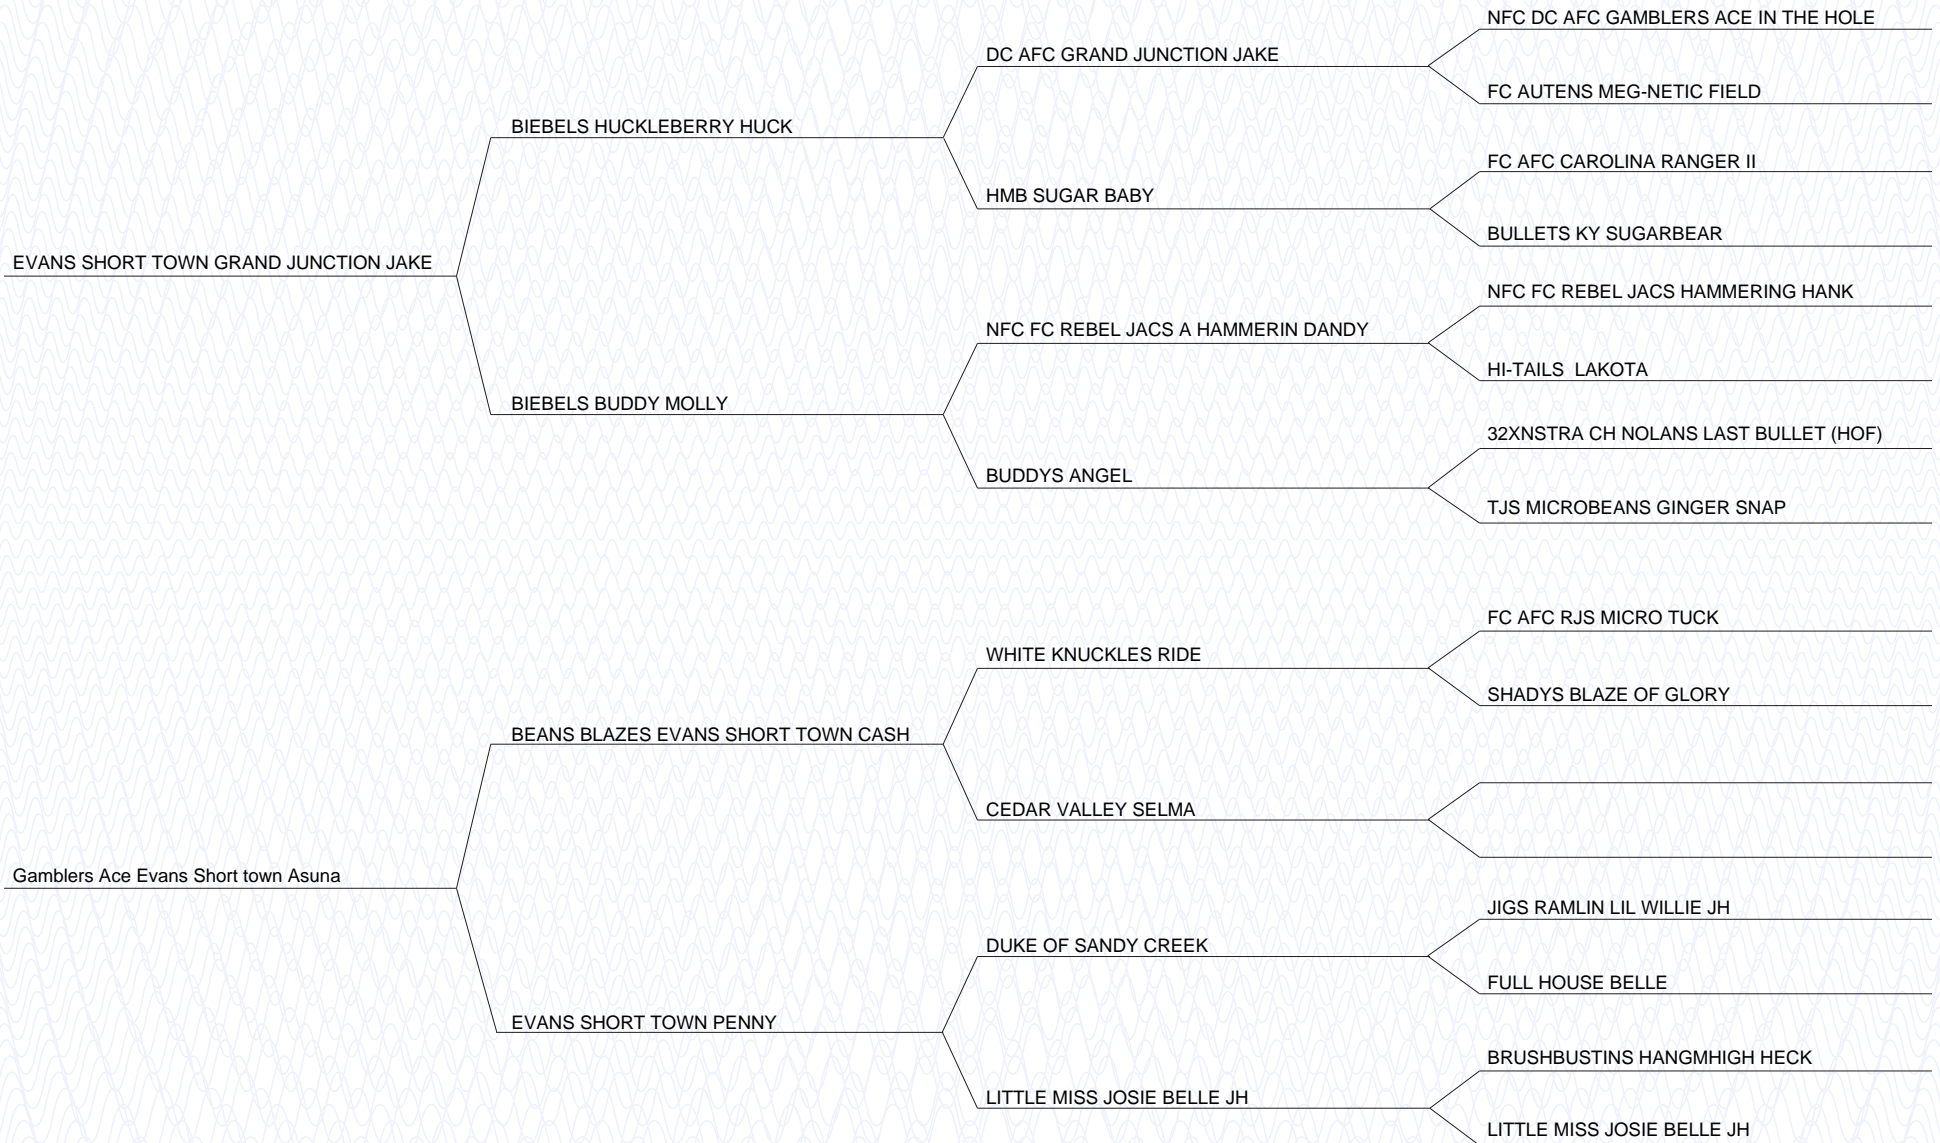 NFC DC AFC GAMBLERS ACE IN THE HOLE
DC AFC GRAND JUNCTION JAKE
FC AUTENS MEG-NETIC FIELD
BIEBELS HUCKLEBERRY HUCK
FC AFC CAROLINA RANGER II
HMB SUGAR BABY
BULLETS KY SUGARBEAR
EVANS SHORT TOWN GRAND JUNCTION JAKE
NFC FC REBEL JACS HAMMERING HANK
NFC FC REBEL JACS A HAMMERIN DANDY
HI-TAILS  LAKOTA
BIEBELS BUDDY MOLLY
32XNSTRA CH NOLANS LAST BULLET (HOF)
BUDDYS ANGEL
TJS MICROBEANS GINGER SNAP
FC AFC RJS MICRO TUCK
WHITE KNUCKLES RIDE
SHADYS BLAZE OF GLORY
BEANS BLAZES EVANS SHORT TOWN CASH
CEDAR VALLEY SELMA
Gamblers Ace Evans Short town Asuna
JIGS RAMLIN LIL WILLIE JH
DUKE OF SANDY CREEK
FULL HOUSE BELLE
EVANS SHORT TOWN PENNY
BRUSHBUSTINS HANGMHIGH HECK
LITTLE MISS JOSIE BELLE JH
LITTLE MISS JOSIE BELLE JH